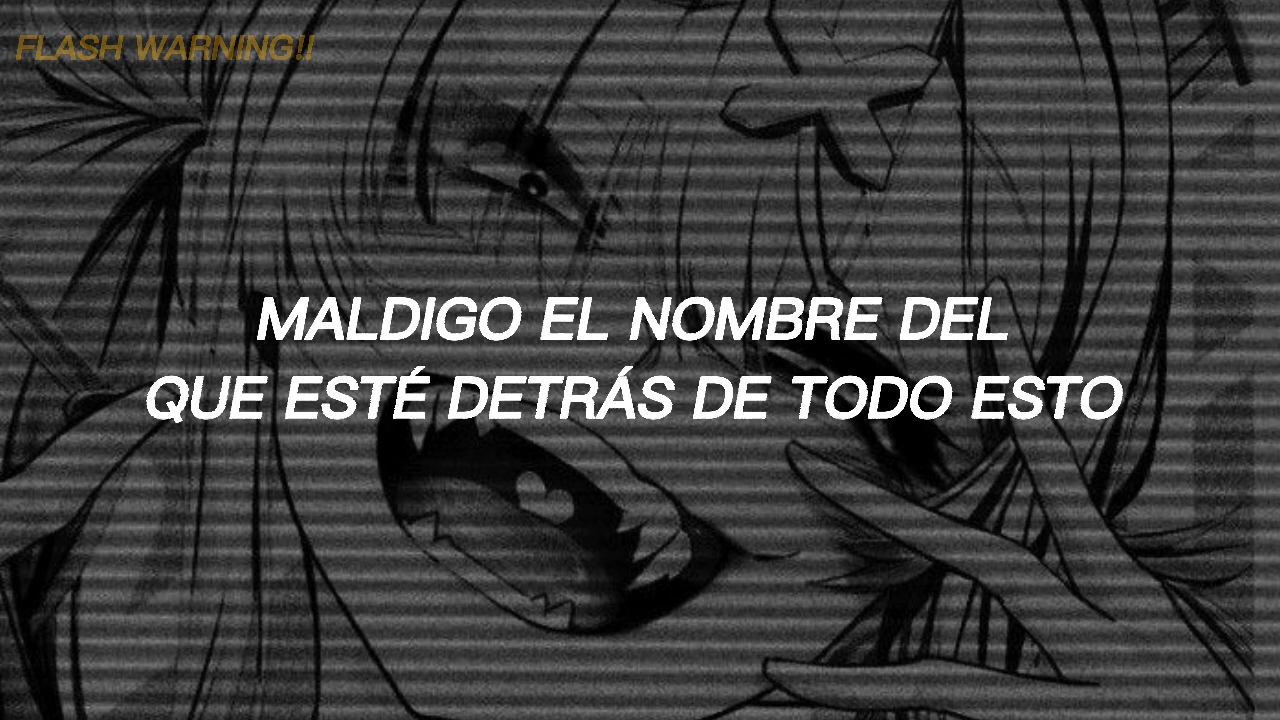 FLASH WARNING!!
MALDIGO EL NOMBRE DEL
QUE ESTÉ DETRÁS DE TODO ESTO